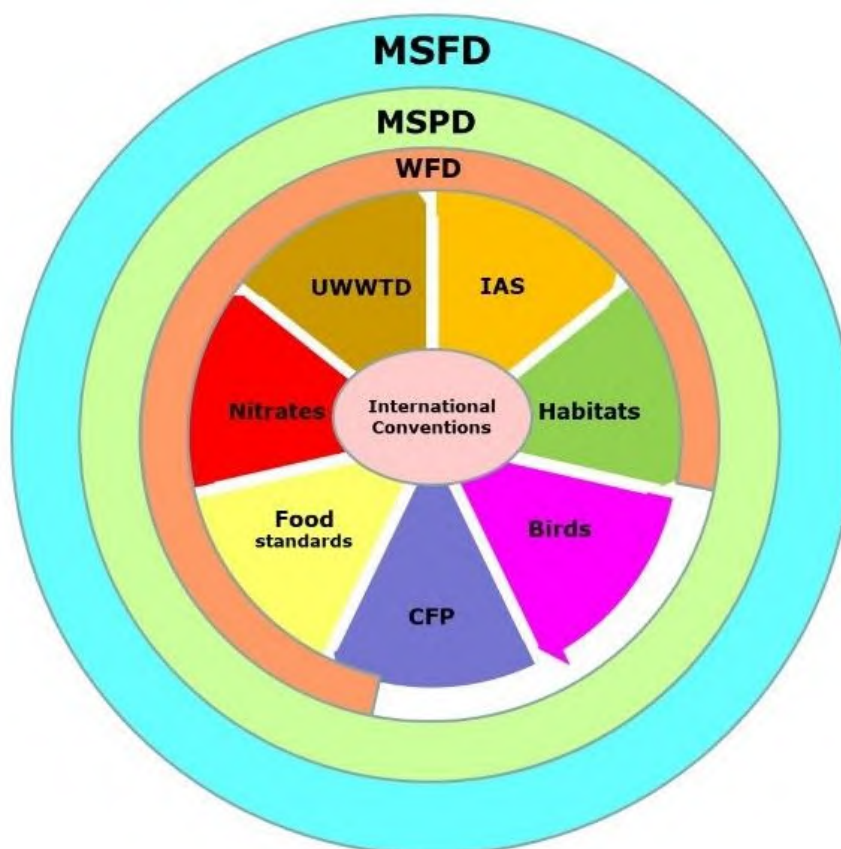 MSFD
MSPD
WFD
UWWTD
IAS
Nitrates
International
Conventions
Habitats
Food
standards
Birds
CFP